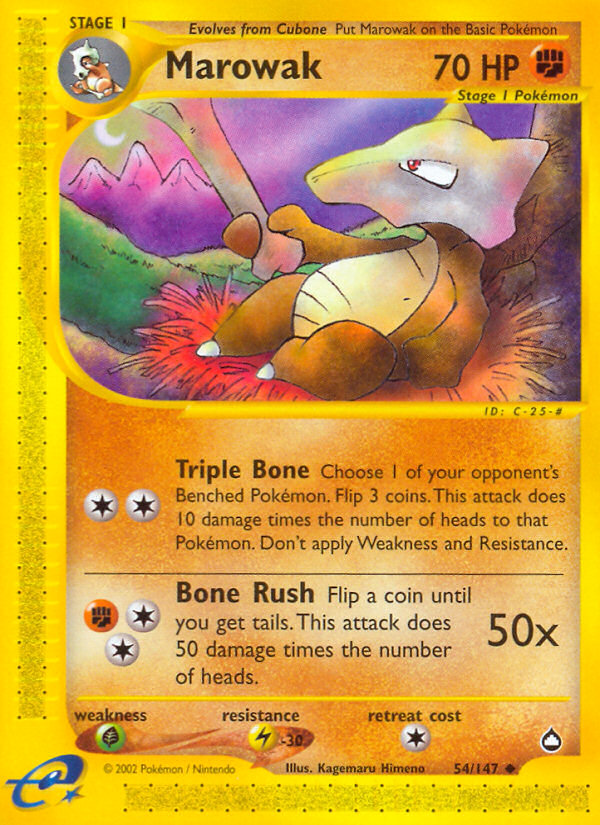 STAGE 1
Evolves from Cubone Put Marowak on the Basic Pokémon
Marowak 70 HP
Stage 1 Pokémon
ID: C-25-#
Triple Bone Choose 1 of your opponent's
Benched Pokémon. Flip 3 coins. This attack does
10 damage times the number of heads to that
Pokémon. Don't apply Weakness and Resistance.
Bone Rush Flip a coin until
you get tails. This attack does
50 damage times the number
of heads.
50x
weakness resistance retreat cost
-30
© 2002 Pokémon / Nintendo Illus. Kagemaru Himeno 54/147
e